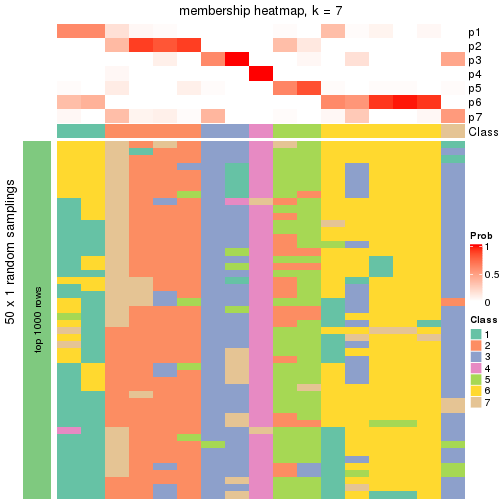 membership heatmap, k = 7
p1
p2
p3
p4
p5
p6
p7
Class
50 x 1 random samplings
top 1000 rows
Prob
1
0.5
0
Class
1
2
3
4
5
6
7